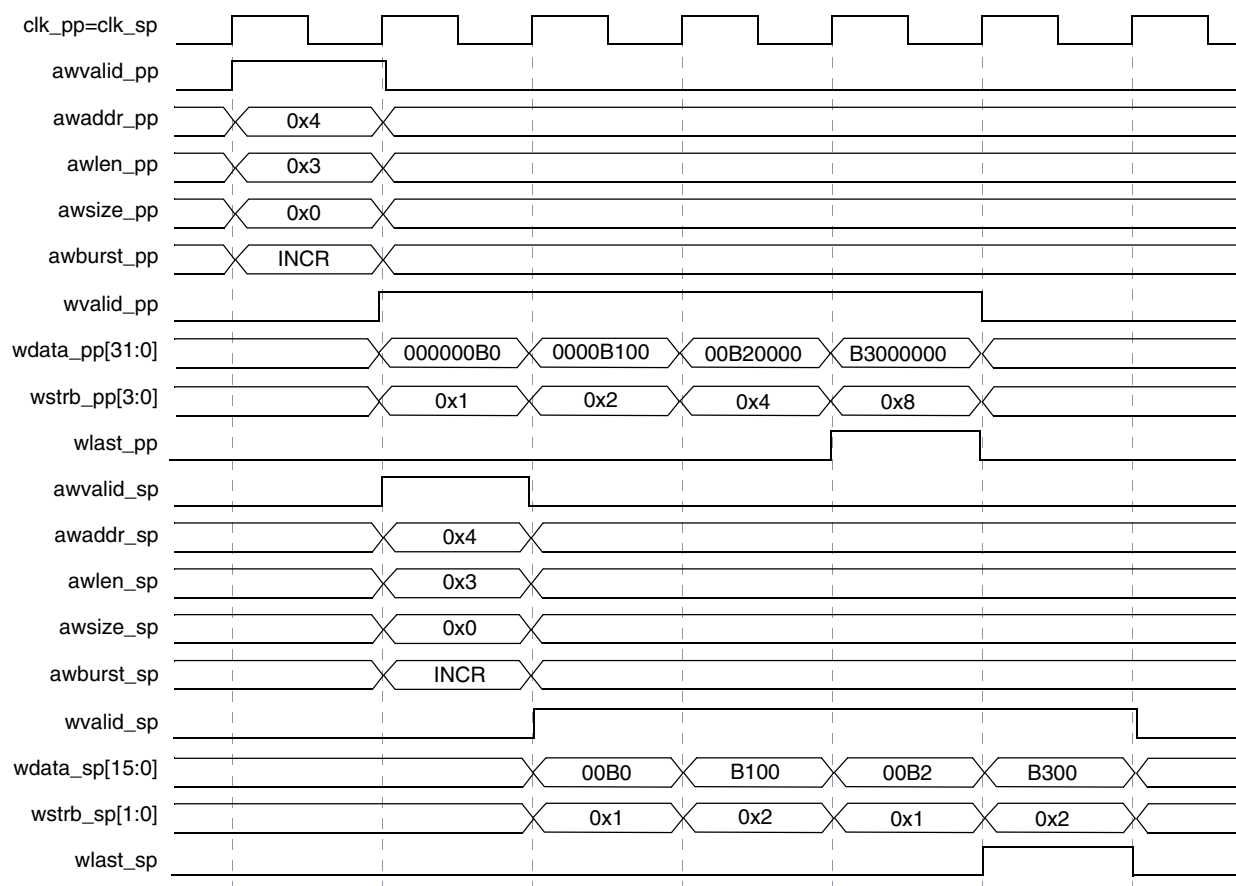 clk_pp=clk_sp
awvalid_pp
awaddr_pp 0x4
awlen_pp 0x3
awsize_pp 0x0
awburst_pp INCR
wvalid_pp
wdata_pp[31:0] 000000B0 0000B100 00B20000 B3000000
wstrb_pp[3:0] 0x1 0x2 0x4 0x8
wlast_pp
awvalid_sp
awaddr_sp 0x4
awlen_sp 0x3
awsize_sp 0x0
awburst_sp INCR
wvalid_sp
wdata_sp[15:0] 00B0 B100 00B2 B300
wstrb_sp[1:0] 0x1 0x2 0x1 0x2
wlast_sp